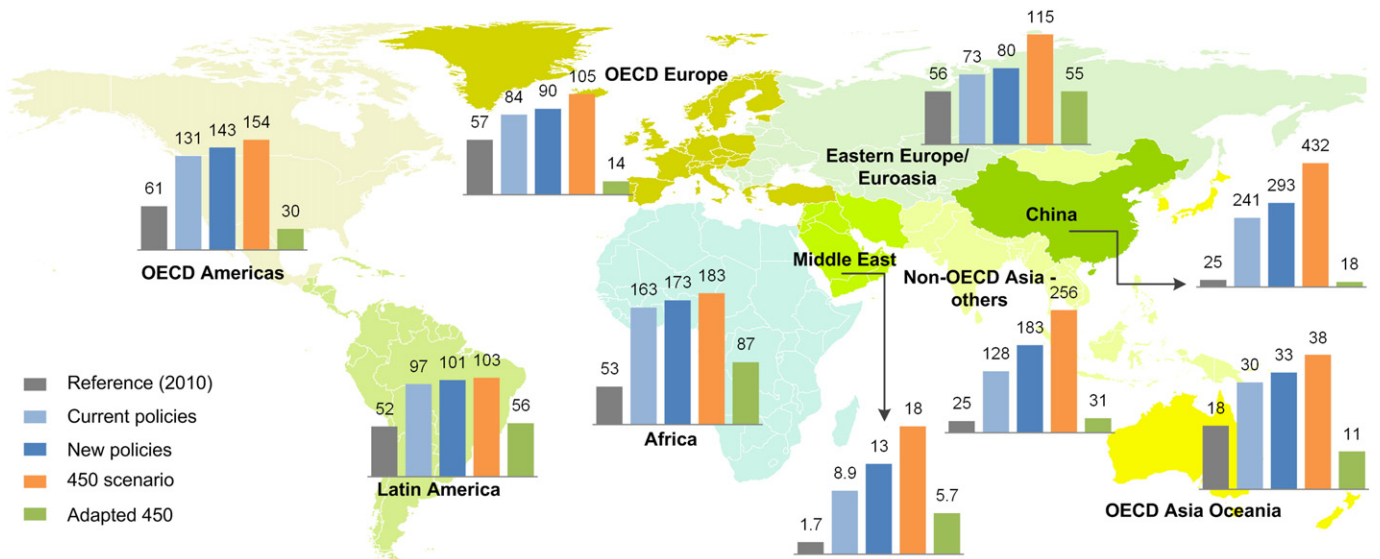 OECD Europe
57
84
90
105
14
56
73
80
115
55
Eastern Europe/
Euroasia
61
131
143
154
30
OECD Americas
China
25
241
293
432
18
Middle East
Non-OECD Asia -
others
25
128
183
256
31
53
163
173
183
87
Africa
52
97
101
103
56
Latin America
1.7
8.9
13
18
5.7
18
30
33
38
11
OECD Asia Oceania
Reference (2010)
Current policies
New policies
450 scenario
Adapted 450